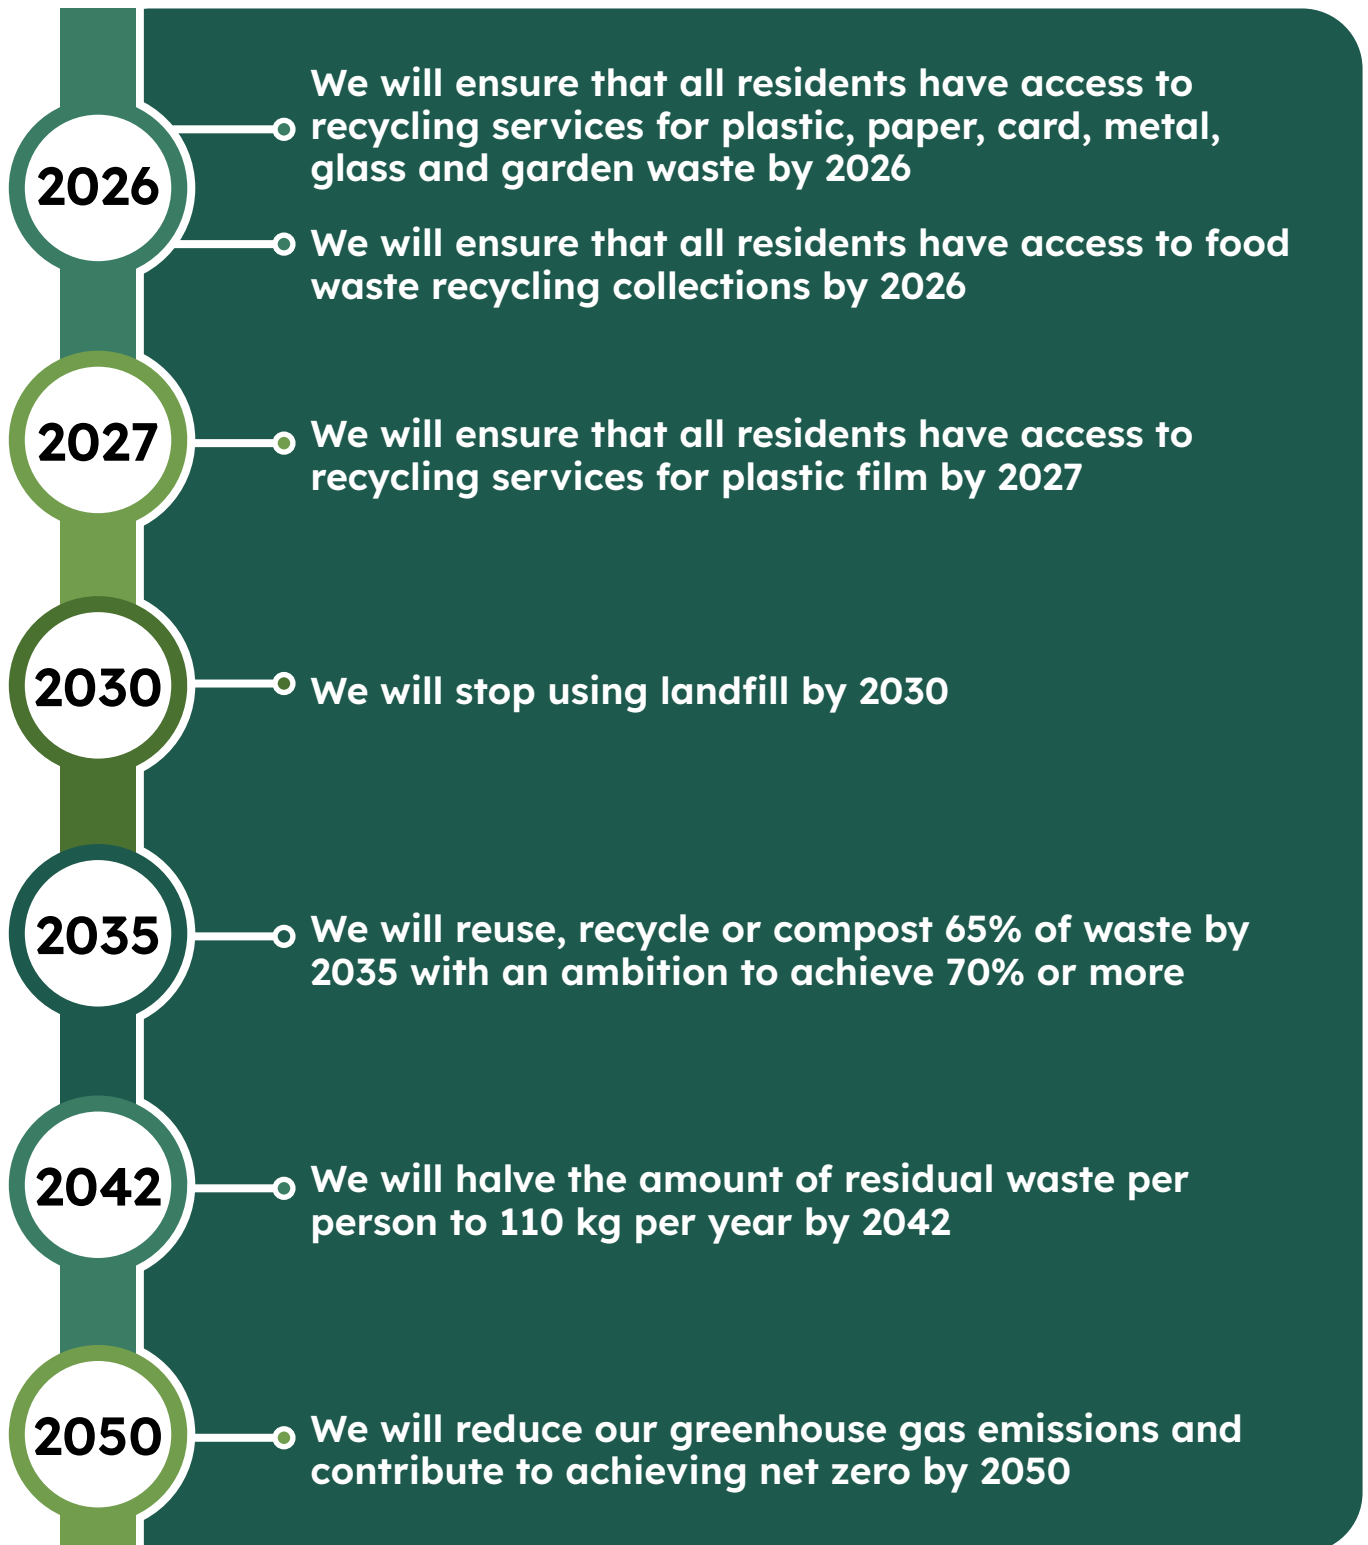 2026
We will ensure that all residents have access to
recycling services for plastic, paper, card, metal,
glass and garden waste by 2026
We will ensure that all residents have access to food
waste recycling collections by 2026
2027
We will ensure that all residents have access to
recycling services for plastic film by 2027
2030
We will stop using landfill by 2030
2035
We will reuse, recycle or compost 65% of waste by
2035 with an ambition to achieve 70% or more
2042
We will halve the amount of residual waste per
person to 110 kg per year by 2042
2050
We will reduce our greenhouse gas emissions and
contribute to achieving net zero by 2050